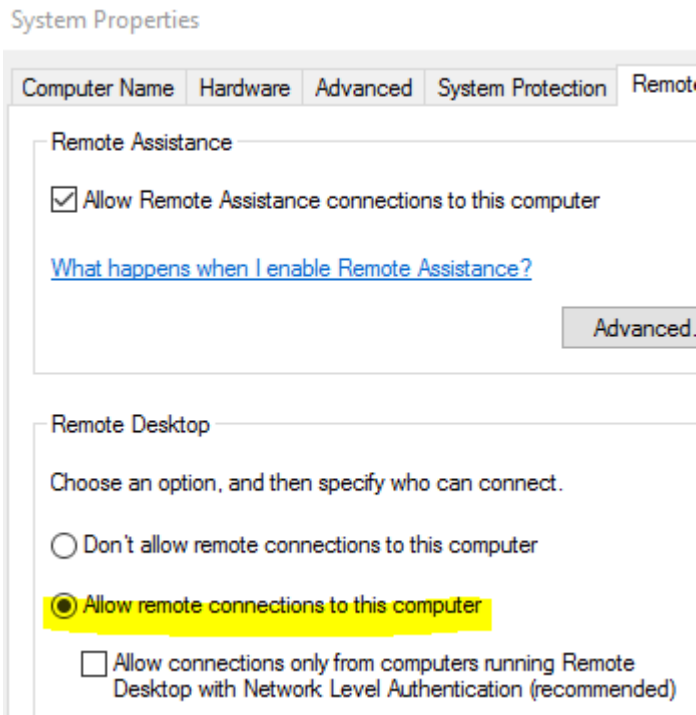 System Properties
Computer Name Hardware Advanced System Protection Remote
Remote Assistance
Allow Remote Assistance connections to this computer
What happens when I enable Remote Assistance?
Advanced.
Remote Desktop
Choose an option, and then specify who can connect.
Don't allow remote connections to this computer
Allow remote connections to this computer
Allow connections only from computers running Remote
Desktop with Network Level Authentication (recommended)